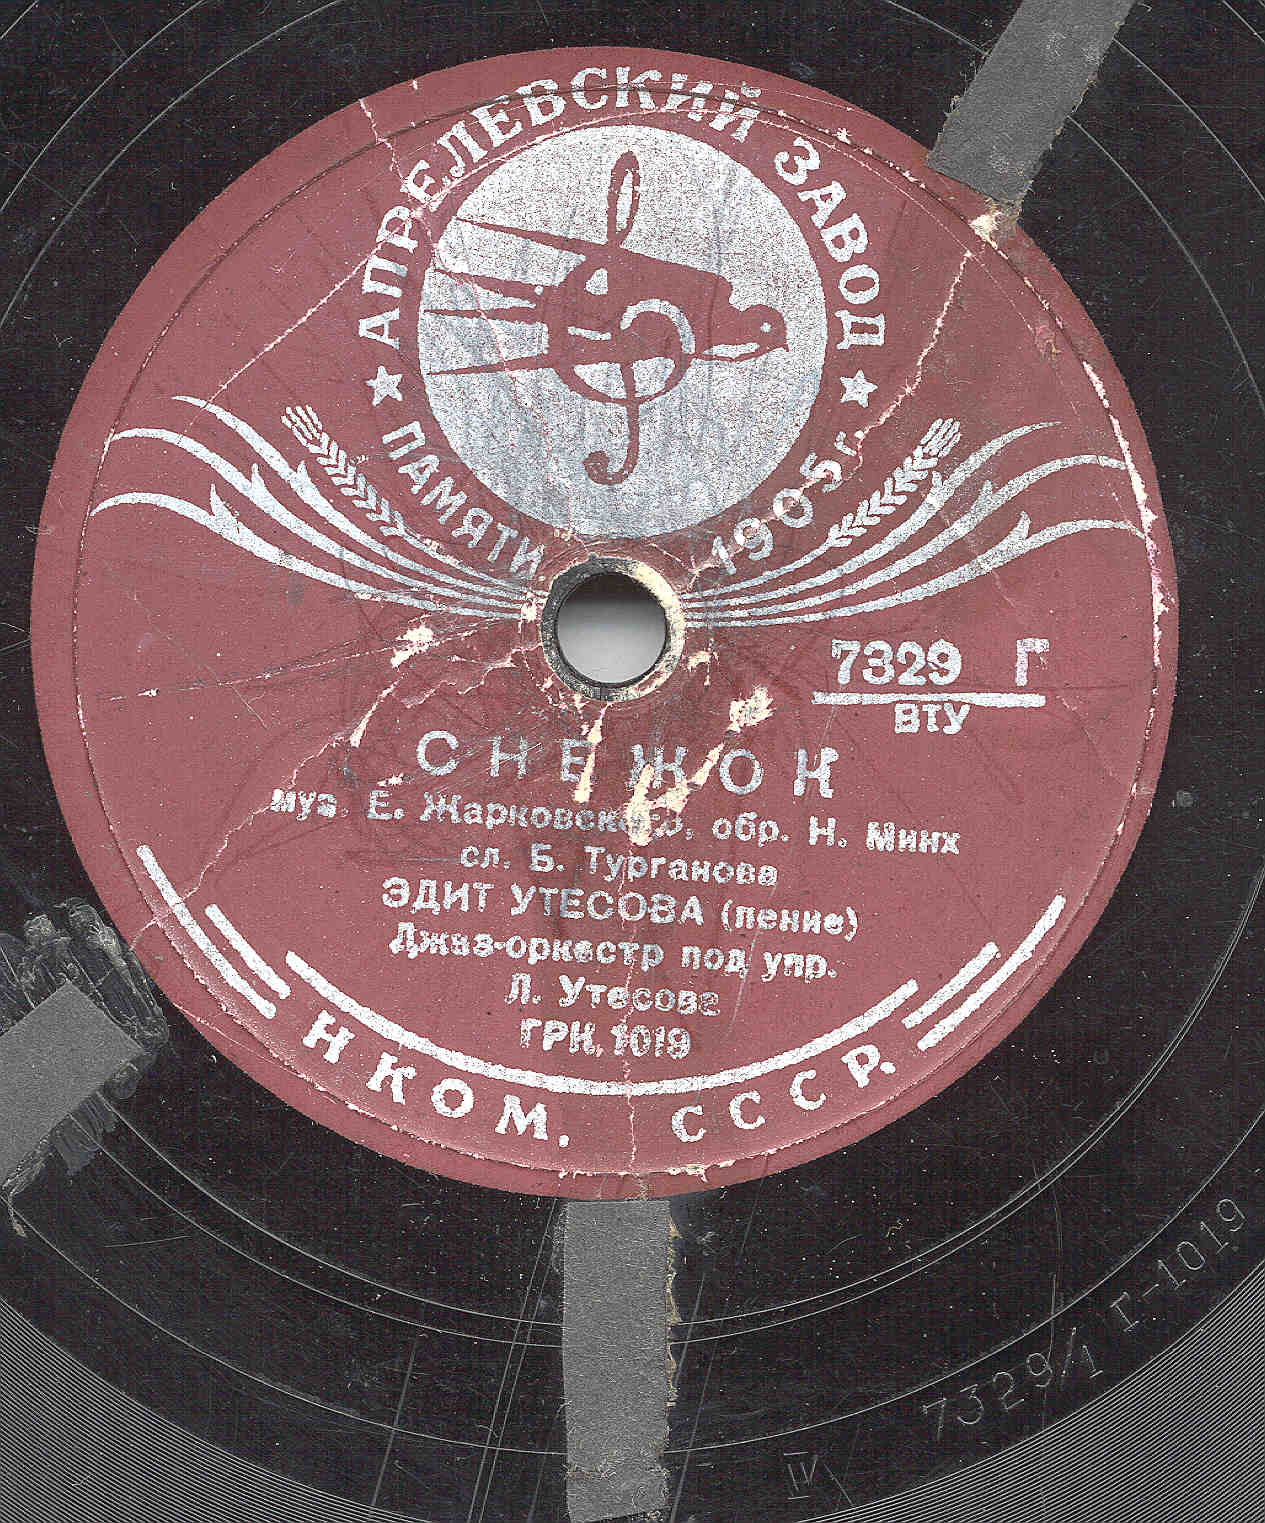 АПРЕЛЕВСКИЙ ЗАВОД
ПАМЯТИ 1905 г.
7329 Г
ВТУ
СНЕЖОК
муз. Е. Жарковского, обр. Н. Минх
сл. Б. Турганова
ЭДИТ УТЕСОВА (пение)
Джаз-оркестр под упр.
Л. Утесова
ГРК. 1019
НКОМ. СССР.
7329/1 Г-1019
IV